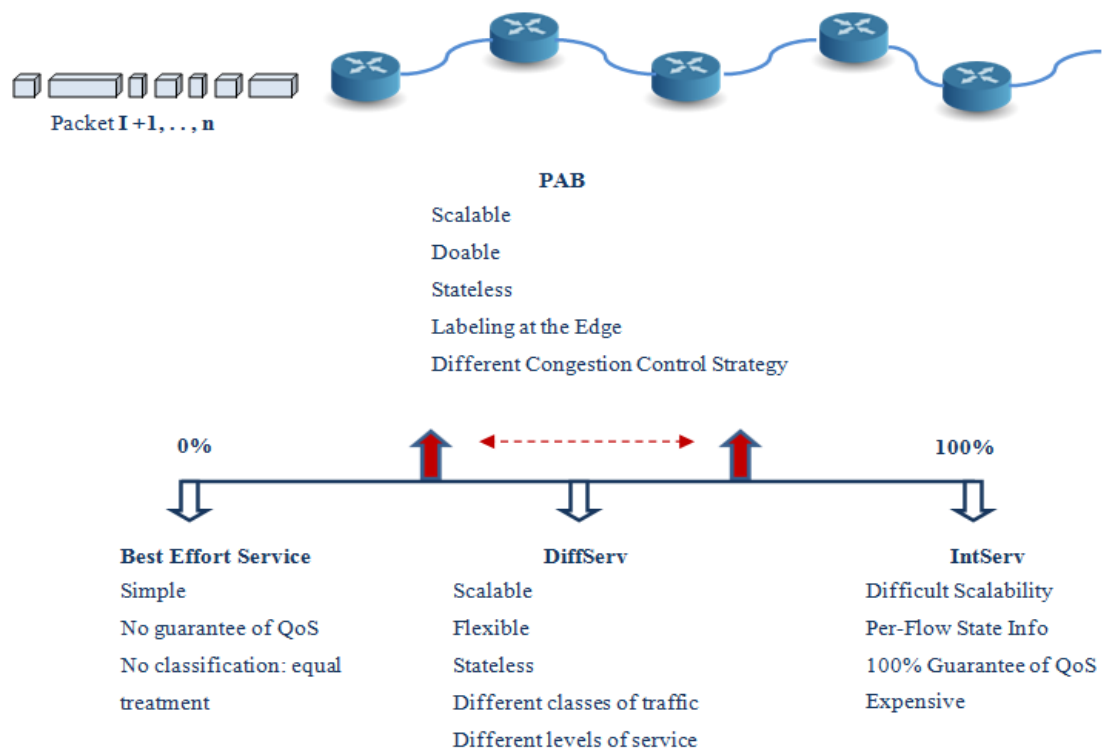 Packet I +1, . . , n
PAB
Scalable
Doable
Stateless
Labeling at the Edge
Different Congestion Control Strategy
0%
100%
Best Effort Service
Simple
No guarantee of QoS
No classification: equal
treatment
DiffServ
Scalable
Flexible
Stateless
Different classes of traffic
Different levels of service
IntServ
Difficult Scalability
Per-Flow State Info
100% Guarantee of QoS
Expensive